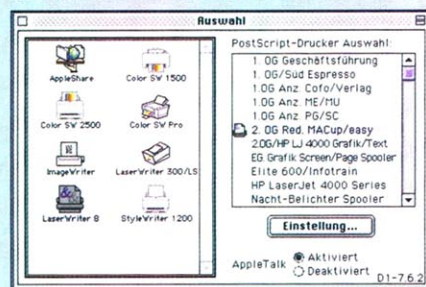 Auswahl
AppleShare
Color SW 1500
Color SW 2500
Color SW Pro
ImageWriter
LaserWriter 300/LS
LaserWriter 8
StyleWriter 1200
PostScript-Drucker Auswahl:
1. OG Geschäftsführung
1. OG/Süd Espresso
1.OG Anz. Cofo/Verlag
1.OG Anz. ME/MU
1.OG Anz. PG/SC
2. OG Red. MACup/easy
2.OG/HP LJ 4000 Grafik/Text
EG. Grafik Screen/Page Spooler
Elite 600/Infotrain
HP LaserJet 4000 Series
Nacht-Belichter Spooler
Einstellung...
AppleTalk
Aktiviert
Deaktiviert
D1-7.6.2